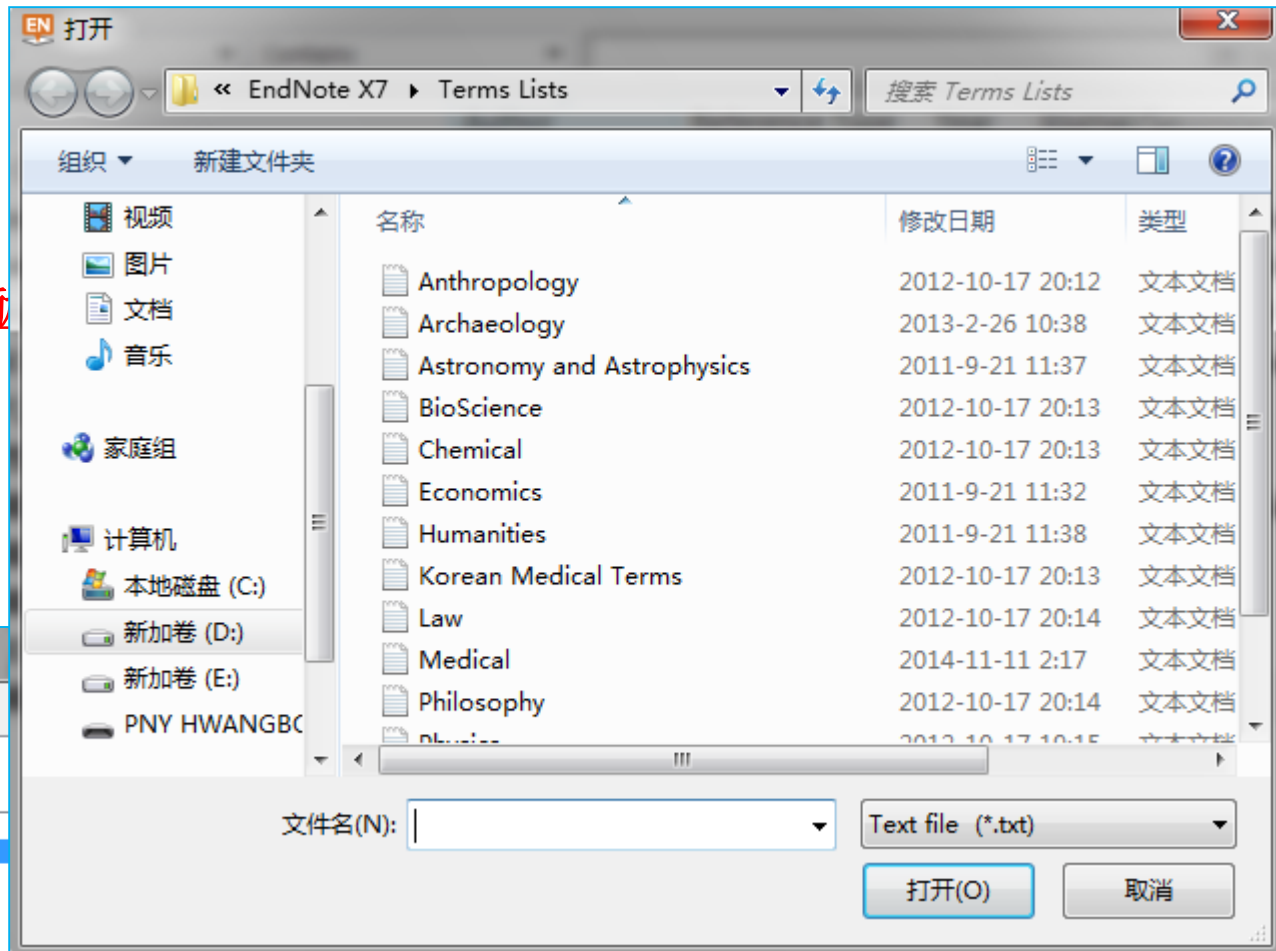 EN 打开
« EndNote X7 ▸ Terms Lists
搜索 Terms Lists
组织
新建文件夹
视频
图片
文档
音乐
家庭组
计算机
本地磁盘 (C:)
新加卷 (D:)
新加卷 (E:)
PNY HWANGBO
名称 修改日期 类型
Anthropology 2012-10-17 20:12 文本文档
Archaeology 2013-2-26 10:38 文本文档
Astronomy and Astrophysics 2011-9-21 11:37 文本文档
BioScience 2012-10-17 20:13 文本文档
Chemical 2012-10-17 20:13 文本文档
Economics 2011-9-21 11:32 文本文档
Humanities 2011-9-21 11:38 文本文档
Korean Medical Terms 2012-10-17 20:13 文本文档
Law 2012-10-17 20:14 文本文档
Medical 2014-11-11 2:17 文本文档
Philosophy 2012-10-17 20:14 文本文档
文件名(N):
Text file (*.txt)
打开(O)
取消